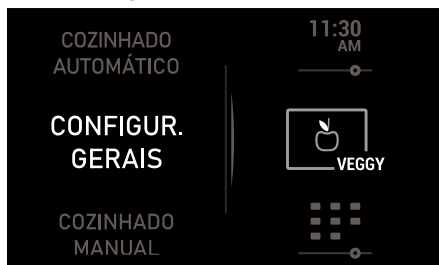 COZINHADO
AUTOMÁTICO
11:30
AM
CONFIGUR.
GERAIS
VEGGY
COZINHADO
MANUAL